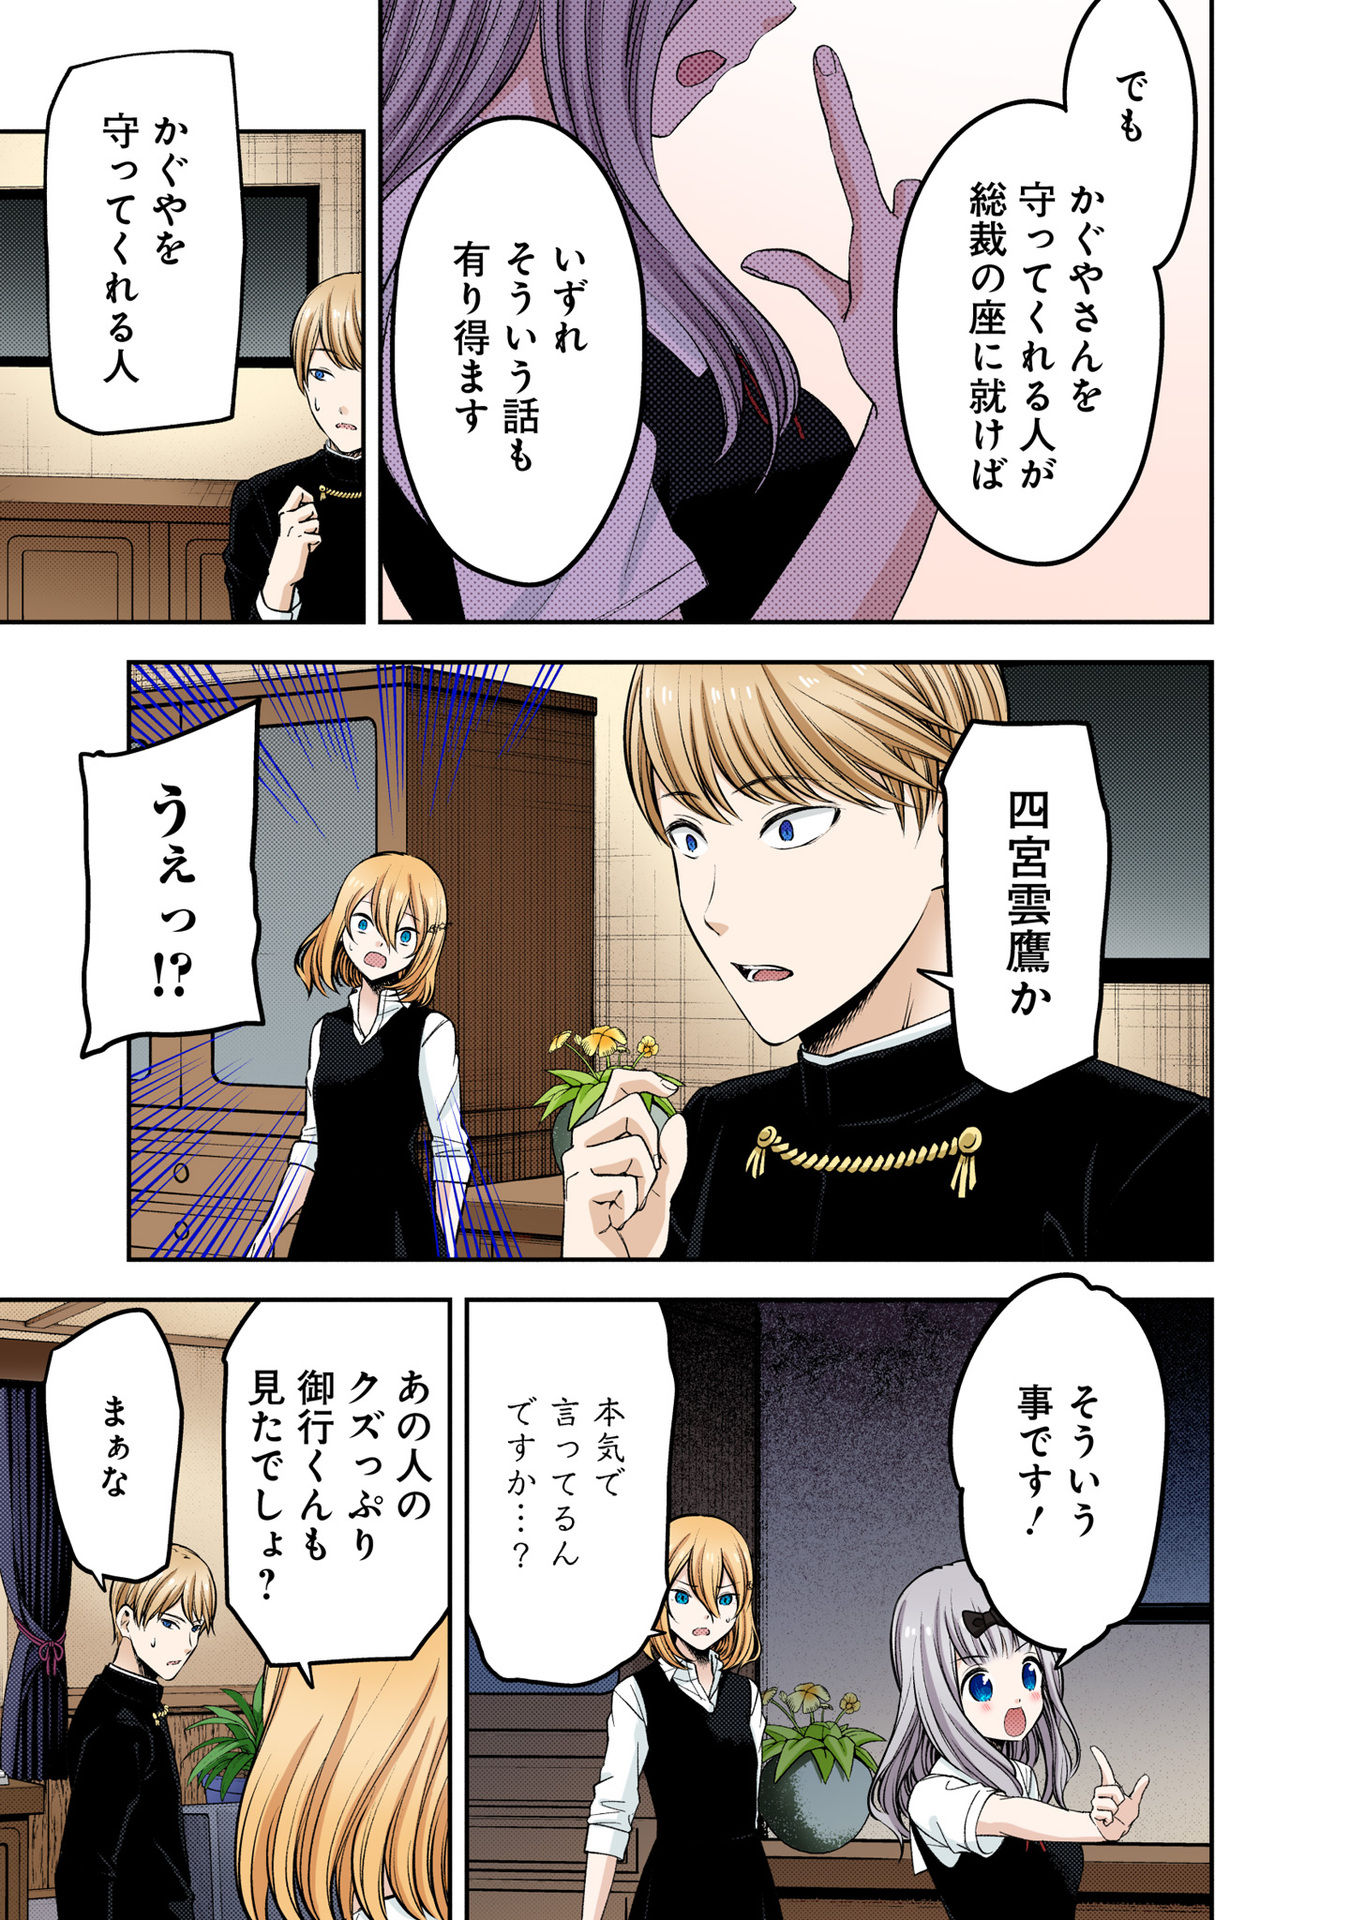 でも
かぐやさんを
守ってくれる人が
総裁の座に就けば
いずれ
そういう話も
有り得ます
かぐやを
守ってくれる人
四宮雲鷹か
うぇっ!?
そういう
事です！
本気で
言ってるん
ですか…？
あの人の
クズっぷり
御行くんも
見たでしょ？
まぁな